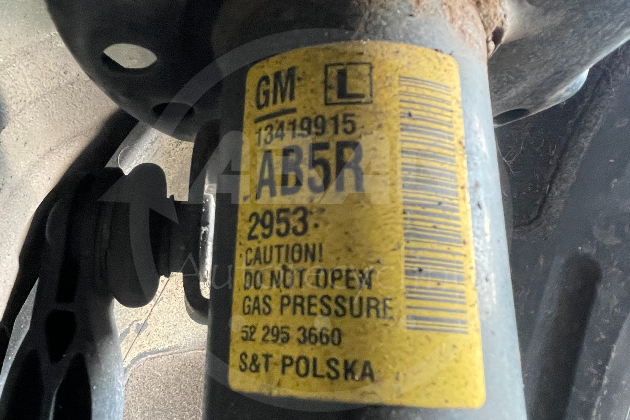 GM L
13419915
AB5R
2953
CAUTION!
DO NOT OPEN
GAS PRESSURE
52 295 3660
S&T POLSKA